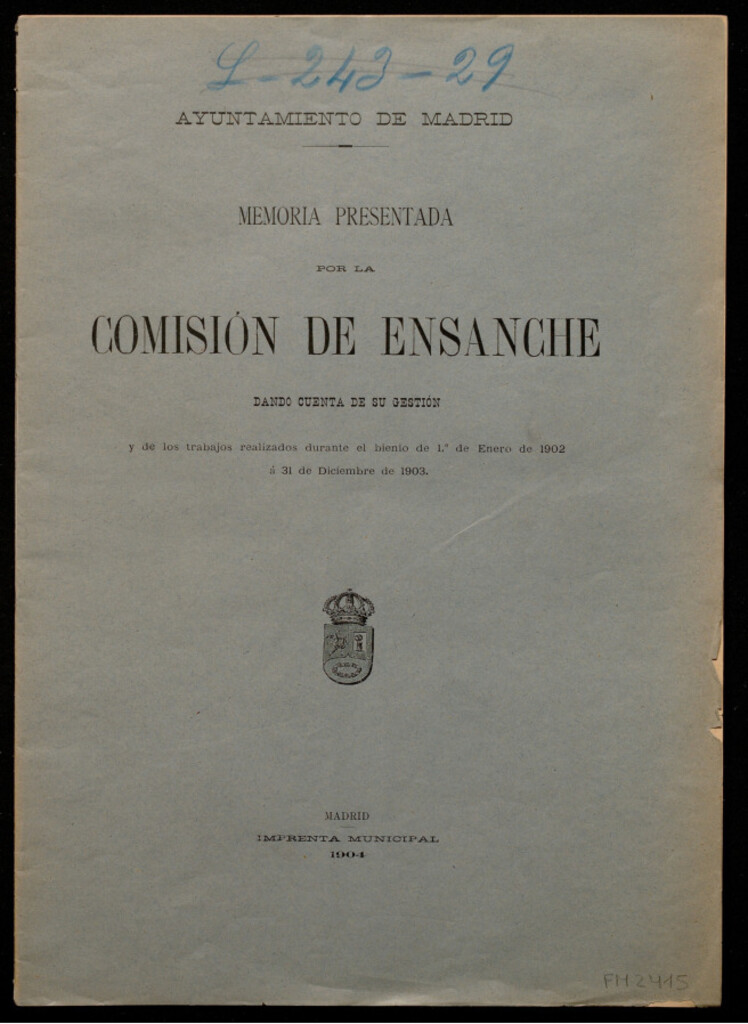 L-243-29
AYUNTAMIENTO DE MADRID
MEMORIA PRESENTADA
POR LA
COMISIÓN DE ENSANCHE
DANDO CUENTA DE SU GESTIÓN
y de los trabajos realizados durante el bienio de 1.º de Enero de 1902
á 31 de Diciembre de 1903.
MADRID
IMPRENTA MUNICIPAL
1904
FM2415